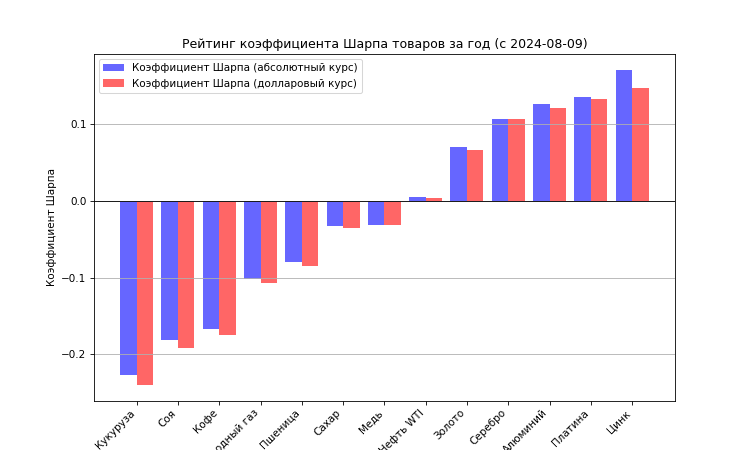 Рейтинг коэффициента Шарпа товаров за год (с 2024-08-09)
Коэффициент Шарпа (абсолютный курс)
Коэффициент Шарпа (долларовый курс)
Коэффициент Шарпа
0.1
0.0
−0.1
−0.2
Кукуруза
Соя
Кофе
газ
Пшеница
Сахар
Медь
Нефть WTI
Золото
Серебро
Алюминий
Платина
Цинк